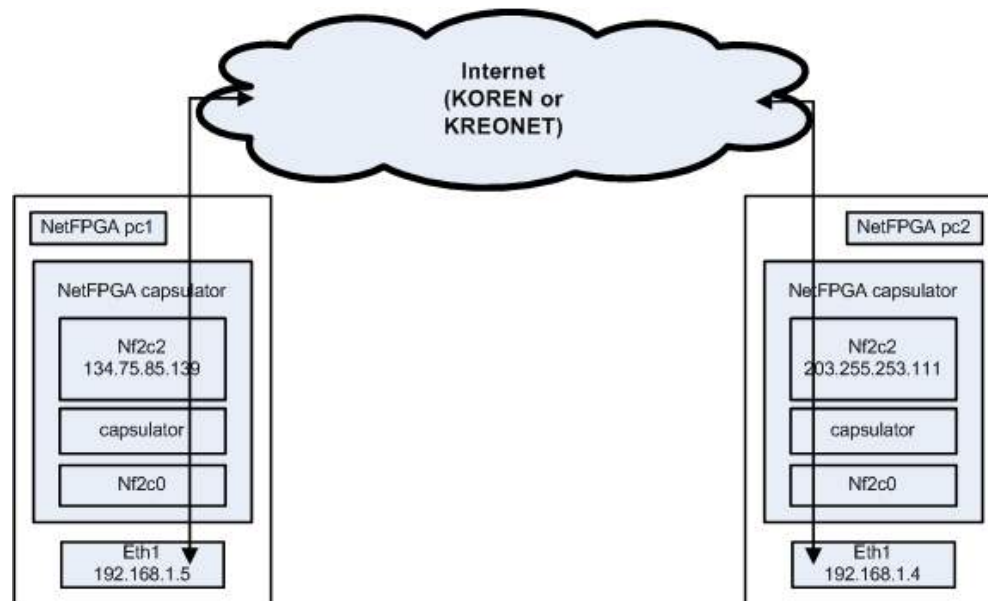 Internet
(KOREN or
KREONET)
NetFPGA pc1
NetFPGA capsulator
Nf2c2
134.75.85.139
capsulator
Nf2c0
Eth1
192.168.1.5
NetFPGA pc2
NetFPGA capsulator
Nf2c2
203.255.253.111
capsulator
Nf2c0
Eth1
192.168.1.4